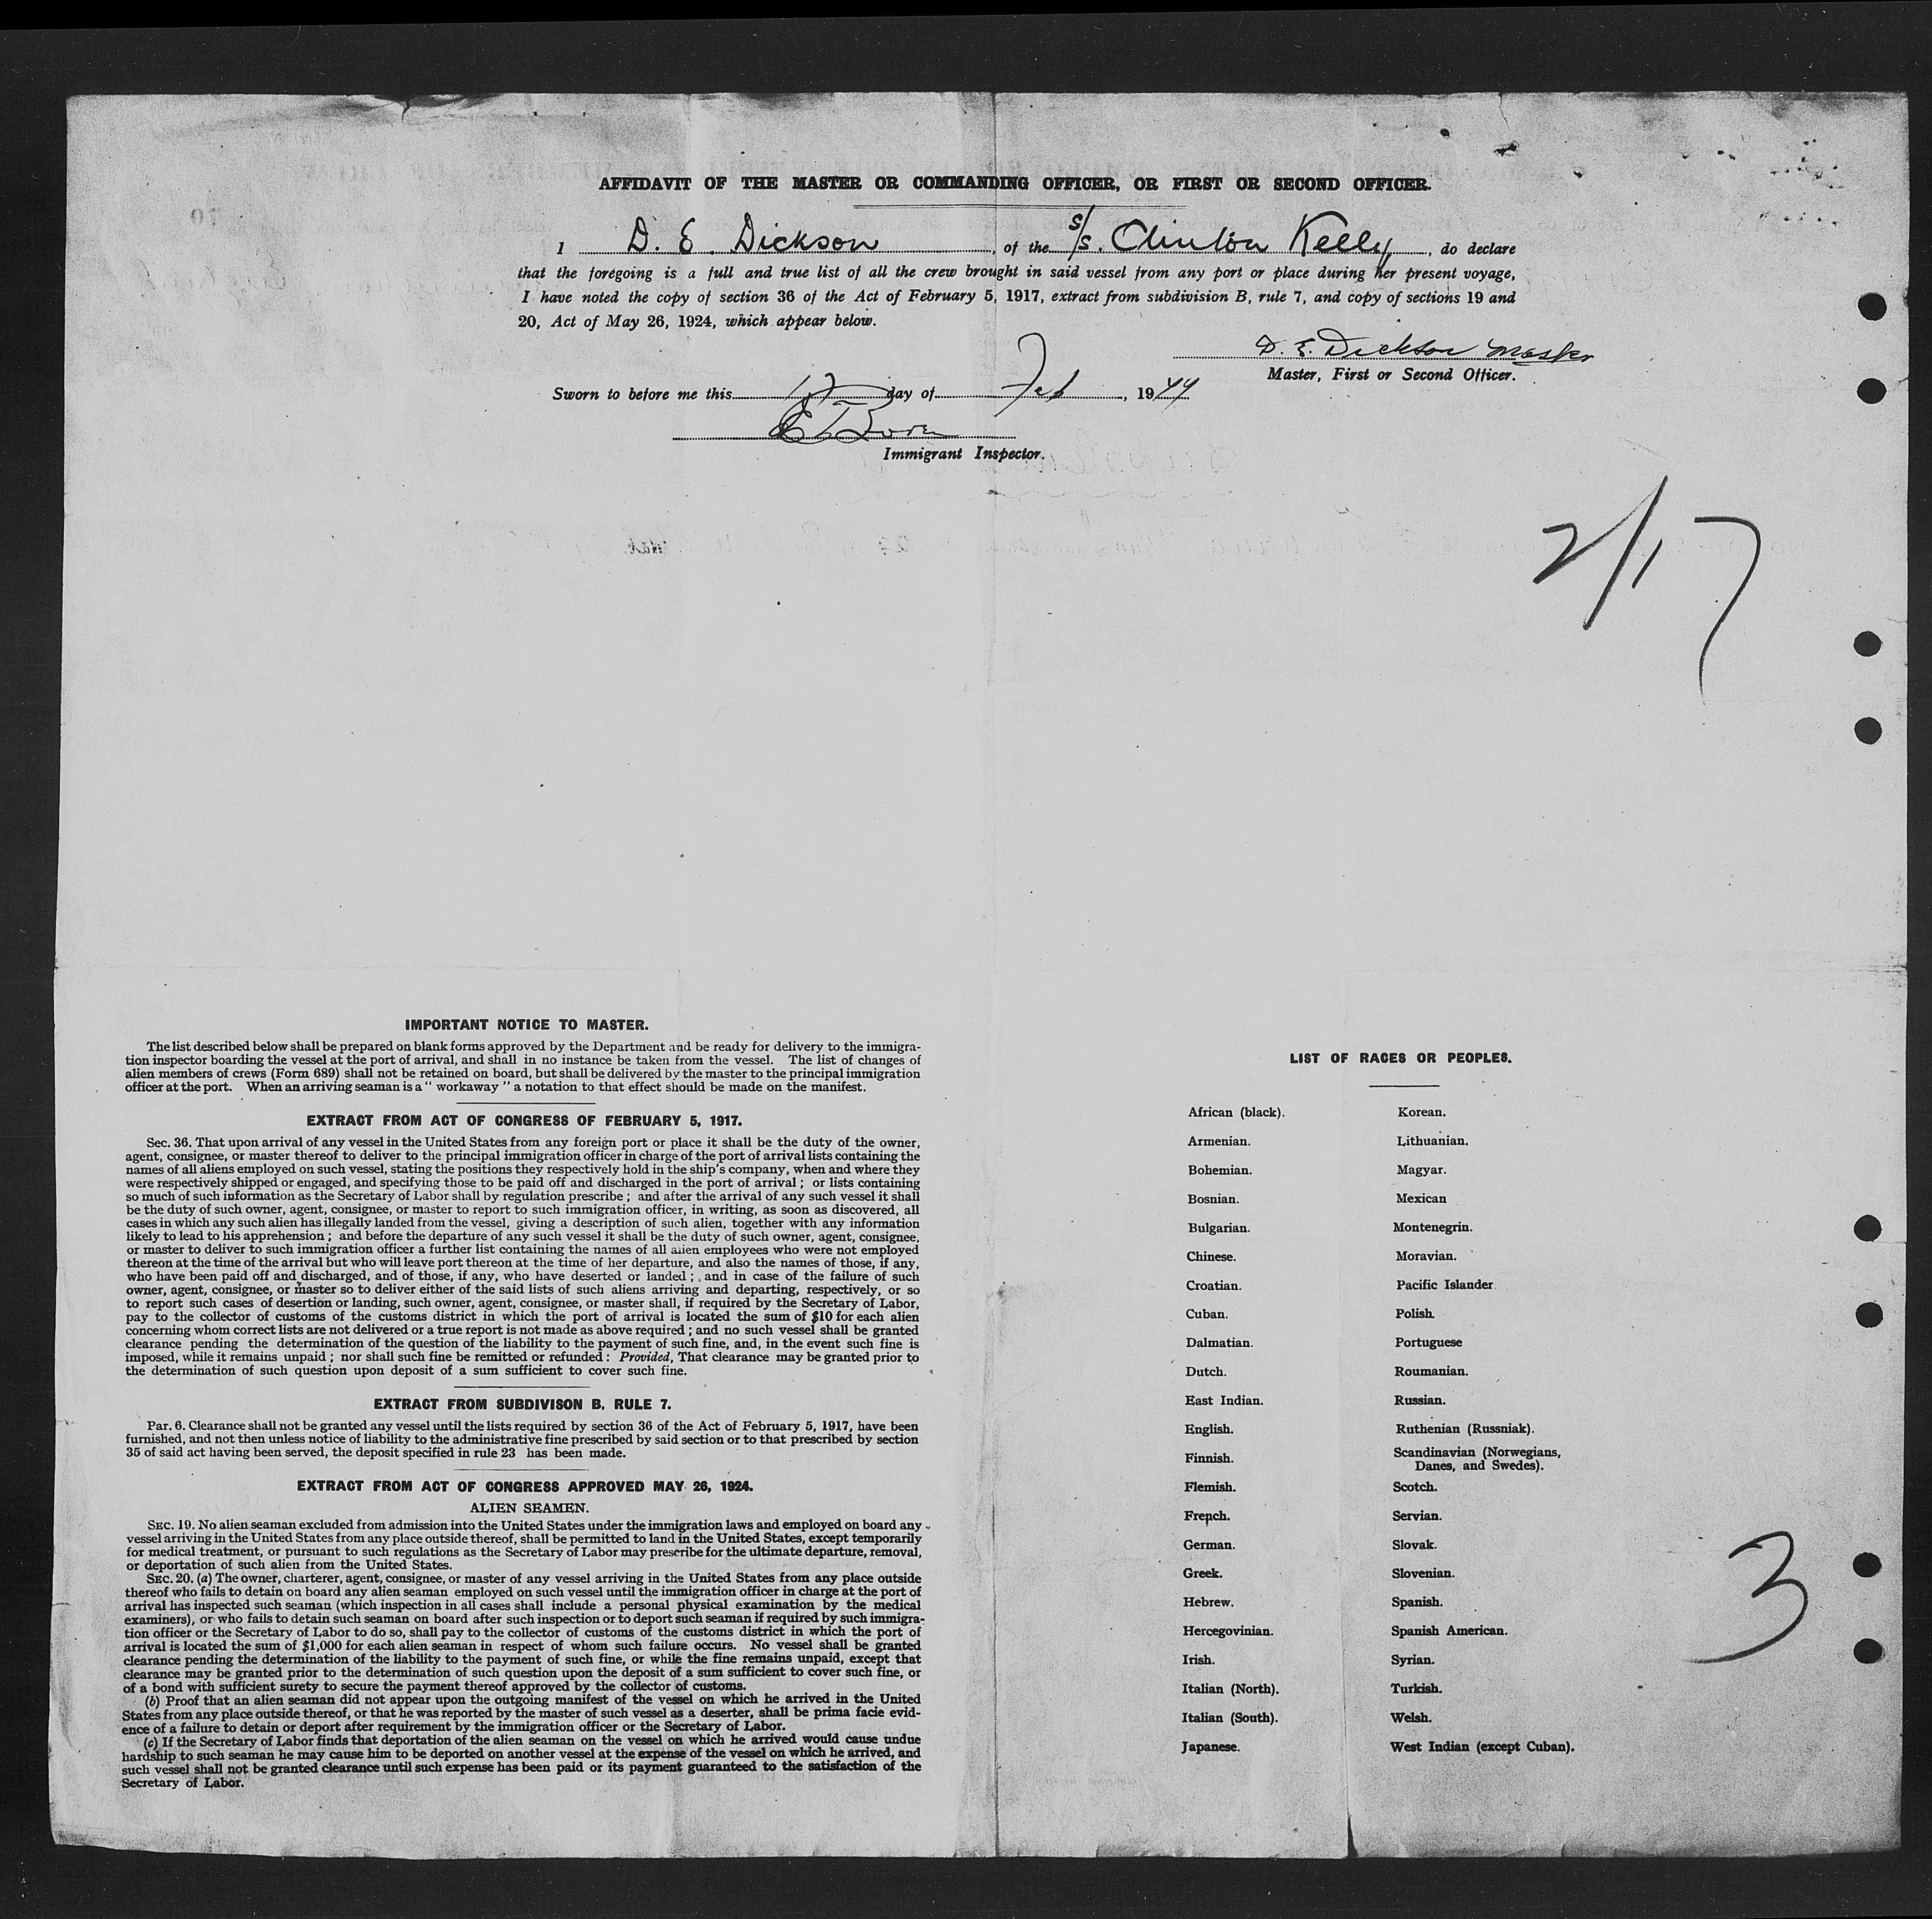 AFFIDAVIT OF THE MASTER OR COMMANDING OFFICER, OR FIRST OR SECOND OFFICER.
I D. E. Dickson, of the S/S. Clinton Kelly, do declare
that the foregoing is a full and true list of all the crew brought in said vessel from any port or place during her present voyage,
I have noted the copy of section 36 of the Act of February 5, 1917, extract from subdivision B, rule 7, and copy of sections 19 and
20, Act of May 26, 1924, which appear below.
D. E. Dickson Master
Master, First or Second Officer.
Sworn to before me this 17 day of Feb, 1944
Immigrant Inspector.
2/17
IMPORTANT NOTICE TO MASTER.
The list described below shall be prepared on blank forms approved by the Department and be ready for delivery to the immigra-
tion inspector boarding the vessel at the port of arrival, and shall in no instance be taken from the vessel. The list of changes of
alien members of crews (Form 689) shall not be retained on board, but shall be delivered by the master to the principal immigration
officer at the port. When an arriving seaman is a " workaway " a notation to that effect should be made on the manifest.
EXTRACT FROM ACT OF CONGRESS OF FEBRUARY 5, 1917.
Sec. 36. That upon arrival of any vessel in the United States from any foreign port or place it shall be the duty of the owner,
agent, consignee, or master thereof to deliver to the principal immigration officer in charge of the port of arrival lists containing the
names of all aliens employed on such vessel, stating the positions they respectively hold in the ship's company, when and where they
were respectively shipped or engaged, and specifying those to be paid off and discharged in the port of arrival ; or lists containing
so much of such information as the Secretary of Labor shall by regulation prescribe ; and after the arrival of any such vessel it shall
be the duty of such owner, agent, consignee, or master to report to such immigration officer, in writing, as soon as discovered, all
cases in which any such alien has illegally landed from the vessel, giving a description of such alien, together with any information
likely to lead to his apprehension ; and before the departure of any such vessel it shall be the duty of such owner, agent, consignee,
or master to deliver to such immigration officer a further list containing the names of all alien employees who were not employed
thereon at the time of the arrival but who will leave port thereon at the time of her departure, and also the names of those, if any,
who have been paid off and discharged, and of those, if any, who have deserted or landed ; and in case of the failure of such
owner, agent, consignee, or master so to deliver either of the said lists of such aliens arriving and departing, respectively, or so
to report such cases of desertion or landing, such owner, agent, consignee, or master shall, if required by the Secretary of Labor,
pay to the collector of customs of the customs district in which the port of arrival is located the sum of $10 for each alien
concerning whom correct lists are not delivered or a true report is not made as above required ; and no such vessel shall be granted
clearance pending the determination of the question of the liability to the payment of such fine, and, in the event such fine is
imposed, while it remains unpaid ; nor shall such fine be remitted or refunded : Provided, That clearance may be granted prior to
the determination of such question upon deposit of a sum sufficient to cover such fine.
EXTRACT FROM SUBDIVISON B, RULE 7.
Par. 6. Clearance shall not be granted any vessel until the lists required by section 36 of the Act of February 5, 1917, have been
furnished, and not then unless notice of liability to the administrative fine prescribed by said section or to that prescribed by section
35 of said act having been served, the deposit specified in rule 23 has been made.
EXTRACT FROM ACT OF CONGRESS APPROVED MAY 26, 1924.
ALIEN SEAMEN.
SEC. 19. No alien seaman excluded from admission into the United States under the immigration laws and employed on board any
vessel arriving in the United States from any place outside thereof, shall be permitted to land in the United States, except temporarily
for medical treatment, or pursuant to such regulations as the Secretary of Labor may prescribe for the ultimate departure, removal,
or deportation of such alien from the United States.
SEC. 20. (a) The owner, charterer, agent, consignee, or master of any vessel arriving in the United States from any place outside
thereof who fails to detain on board any alien seaman employed on such vessel until the immigration officer in charge at the port of
arrival has inspected such seaman (which inspection in all cases shall include a personal physical examination by the medical
examiners), or who fails to detain such seaman on board after such inspection or to deport such seaman if required by such immigra-
tion officer or the Secretary of Labor to do so, shall pay to the collector of customs of the customs district in which the port of
arrival is located the sum of $1,000 for each alien seaman in respect of whom such failure occurs. No vessel shall be granted
clearance pending the determination of the liability to the payment of such fine, or while the fine remains unpaid, except that
clearance may be granted prior to the determination of such question upon the deposit of a sum sufficient to cover such fine, or
of a bond with sufficient surety to secure the payment thereof approved by the collector of customs.
(b) Proof that an alien seaman did not appear upon the outgoing manifest of the vessel on which he arrived in the United
States from any place outside thereof, or that he was reported by the master of such vessel as a deserter, shall be prima facie evid-
ence of a failure to detain or deport after requirement by the immigration officer or the Secretary of Labor.
(c) If the Secretary of Labor finds that deportation of the alien seaman on the vessel on which he arrived would cause undue
hardship to such seaman he may cause him to be deported on another vessel at the expense of the vessel on which he arrived, and
such vessel shall not be granted clearance until such expense has been paid or its payment guaranteed to the satisfaction of the
Secretary of Labor.
LIST OF RACES OR PEOPLES.
African (black). Korean.
Armenian. Lithuanian.
Bohemian. Magyar.
Bosnian. Mexican
Bulgarian. Montenegrin.
Chinese. Moravian.
Croatian. Pacific Islander
Cuban. Polish.
Dalmatian. Portuguese
Dutch. Roumanian.
East Indian. Russian.
English. Ruthenian (Russniak).
Finnish. Scandinavian (Norwegians,
Danes, and Swedes).
Flemish. Scotch.
French. Servian.
German. Slovak.
Greek. Slovenian.
Hebrew. Spanish.
Hercegovinian. Spanish American.
Irish. Syrian.
Italian (North). Turkish.
Italian (South). Welsh.
Japanese. West Indian (except Cuban).
3